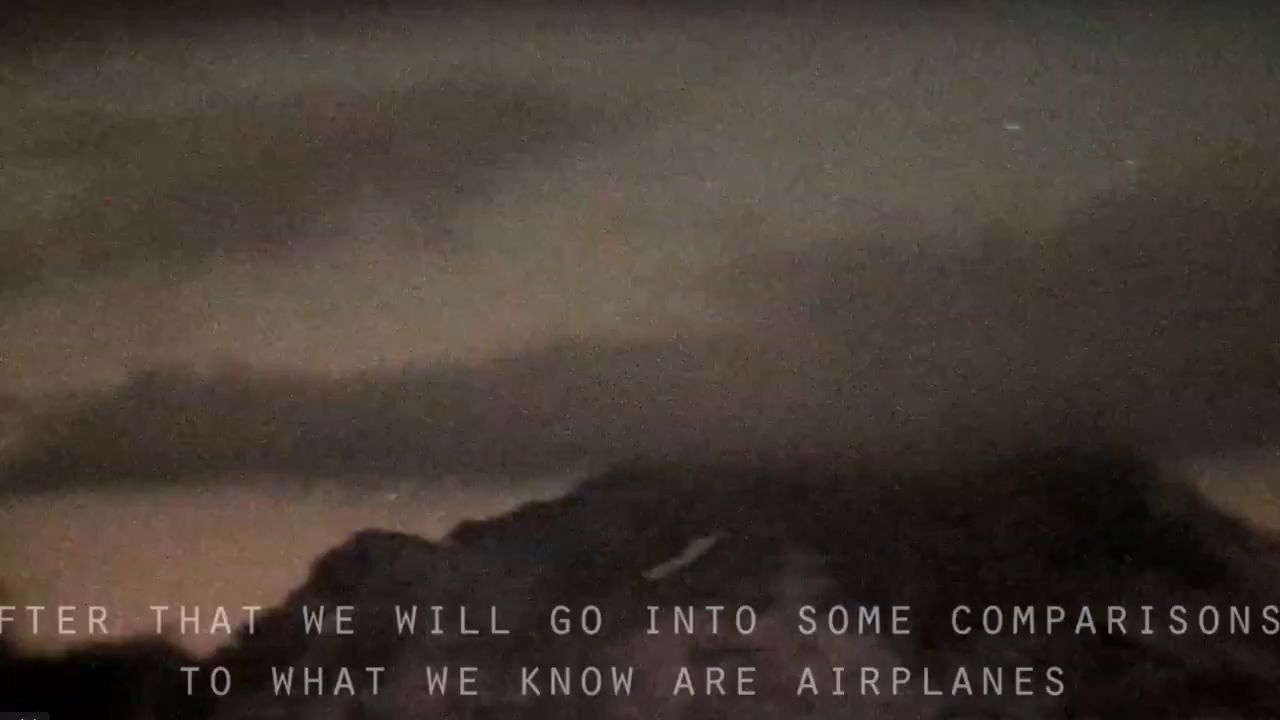 FTER THAT WE WILL GO INTO SOME COMPARISONS
TO WHAT WE KNOW ARE AIRPLANES